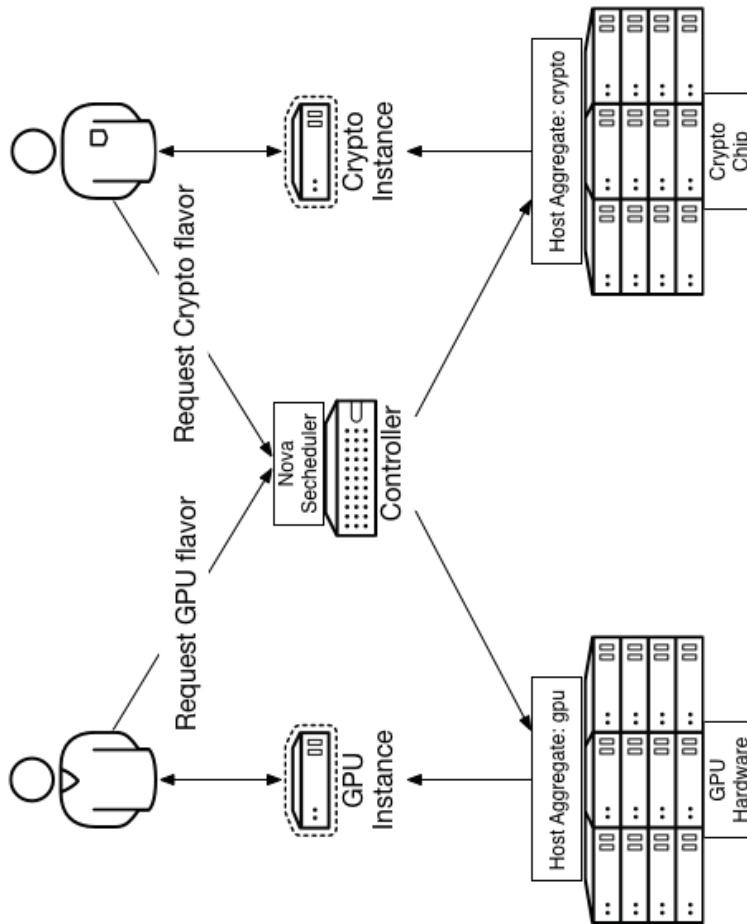 Request GPU flavor
Request Crypto flavor
GPU
Instance
Nova
Secheduler
Controller
Crypto
Instance
Host Aggregate: gpu
Host Aggregate: crypto
GPU
Hardware
Crypto
Chip